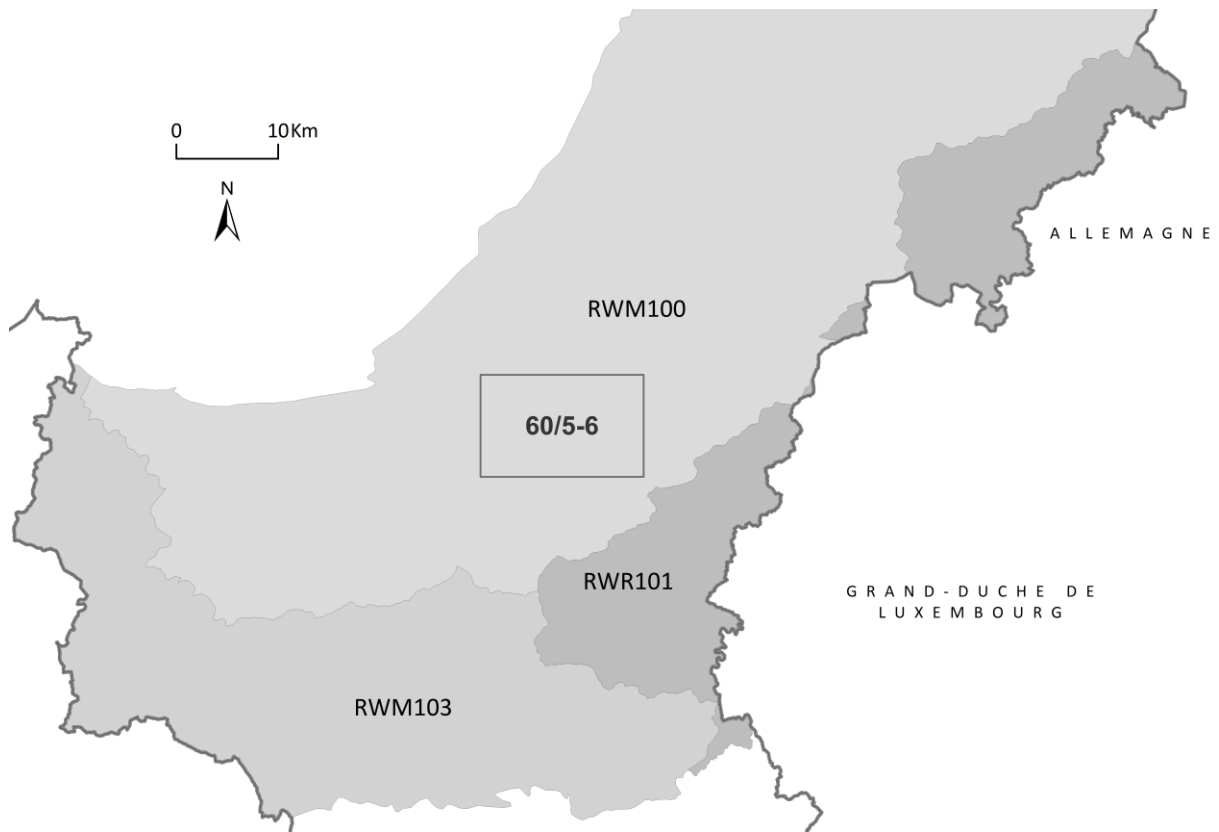 0 10Km
N
ALLEMAGNE
RWM100
60/5-6
RWR101
GRAND-DUCHE DE
LUXEMBOURG
RWM103